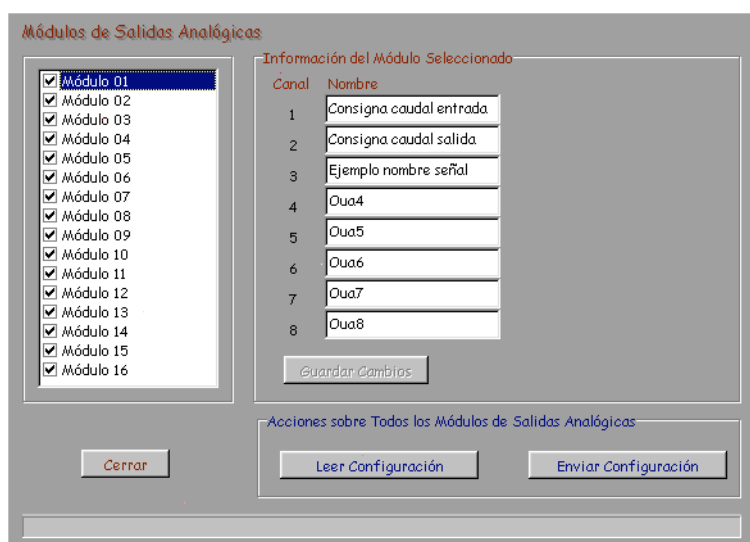 Módulos de Salidas Analógicas
Módulo 01
Módulo 02
Módulo 03
Módulo 04
Módulo 05
Módulo 06
Módulo 07
Módulo 08
Módulo 09
Módulo 10
Módulo 11
Módulo 12
Módulo 13
Módulo 14
Módulo 15
Módulo 16
Información del Módulo Seleccionado
Canal Nombre
1 Consigna caudal entrada
2 Consigna caudal salida
3 Ejemplo nombre señal
4 Oua4
5 Oua5
6 Oua6
7 Oua7
8 Oua8
Guardar Cambios
Acciones sobre Todos los Módulos de Salidas Analógicas
Cerrar
Leer Configuración
Enviar Configuración